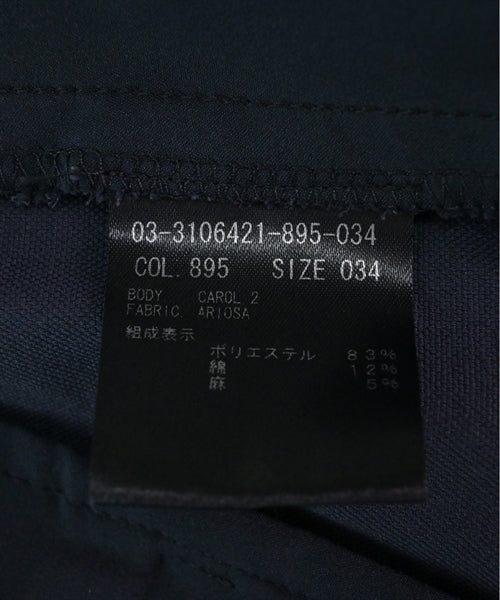 03-3106421-895-034
COL. 895 SIZE 034
BODY CAROL 2
FABRIC. ARIOSA
組成表示
ポリエステル 83%
綿 12%
麻 5%